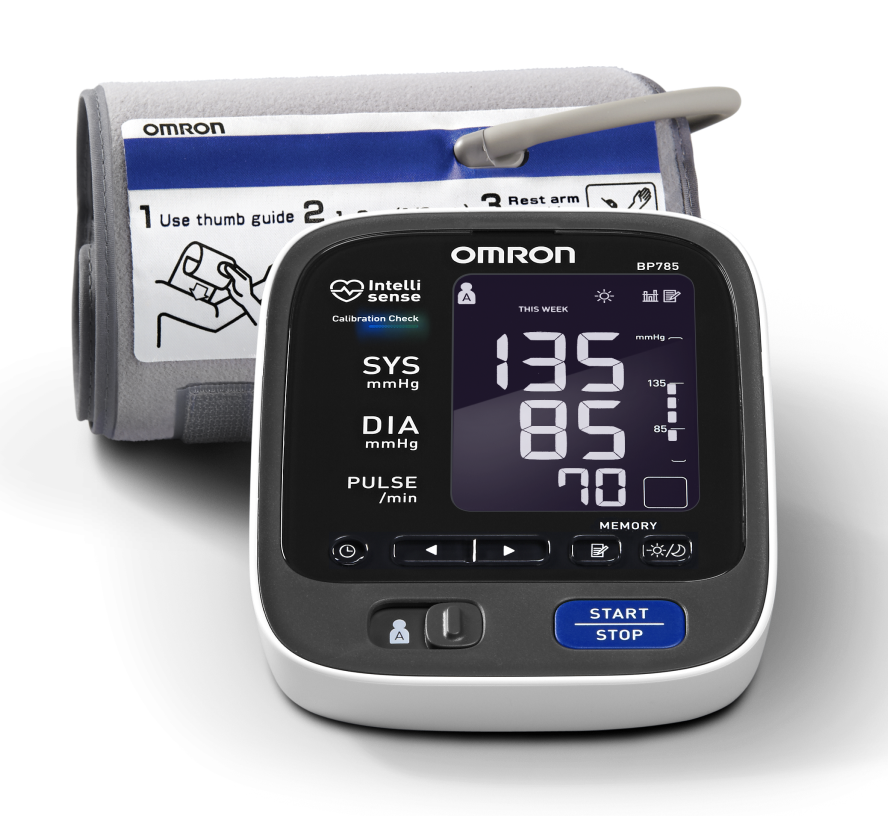 OMRON
1 Use thumb guide 2
3 Rest arm
OMRON
BP785
Intelli
sense
Calibration Check
A
THIS WEEK
SYS
mmHg
135
mmHg
135
DIA
mmHg
85
85
PULSE
/min
70
MEMORY
A
START
STOP